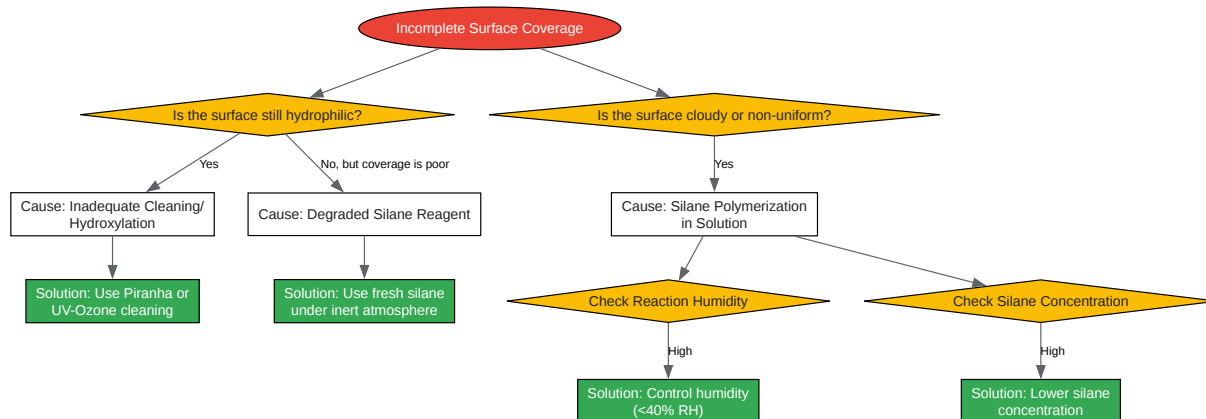 Incomplete Surface Coverage
Is the surface still hydrophilic?
Is the surface cloudy or non-uniform?
Yes
No, but coverage is poor
Yes
Cause: Inadequate Cleaning/
Hydroxylation
Cause: Degraded Silane Reagent
Cause: Silane Polymerization
in Solution
Solution: Use Piranha or
UV-Ozone cleaning
Solution: Use fresh silane
under inert atmosphere
Check Reaction Humidity
Check Silane Concentration
High
High
Solution: Control humidity
(<40% RH)
Solution: Lower silane
concentration